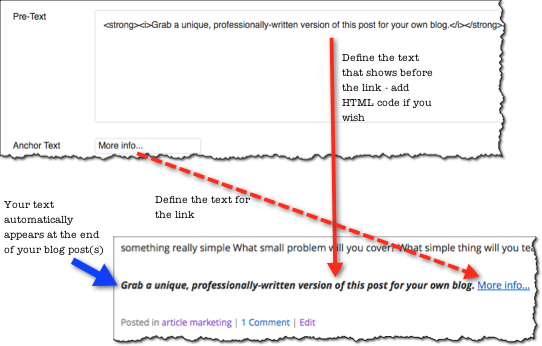 Pre-Text
<strong><i>Grab a unique, professionally-written version of this post for your own blog.</i></strong>
Define the text
that shows before
the link - add
HTML code if you
wish
Anchor Text
More info...
Your text
automatically
appears at the end
of your blog post(s)
Define the text for
the link
something really simple What small problem will you cover? What simple thing will you tea
Grab a unique, professionally-written version of this post for your own blog. More info...
Posted in article marketing | 1 Comment | Edit